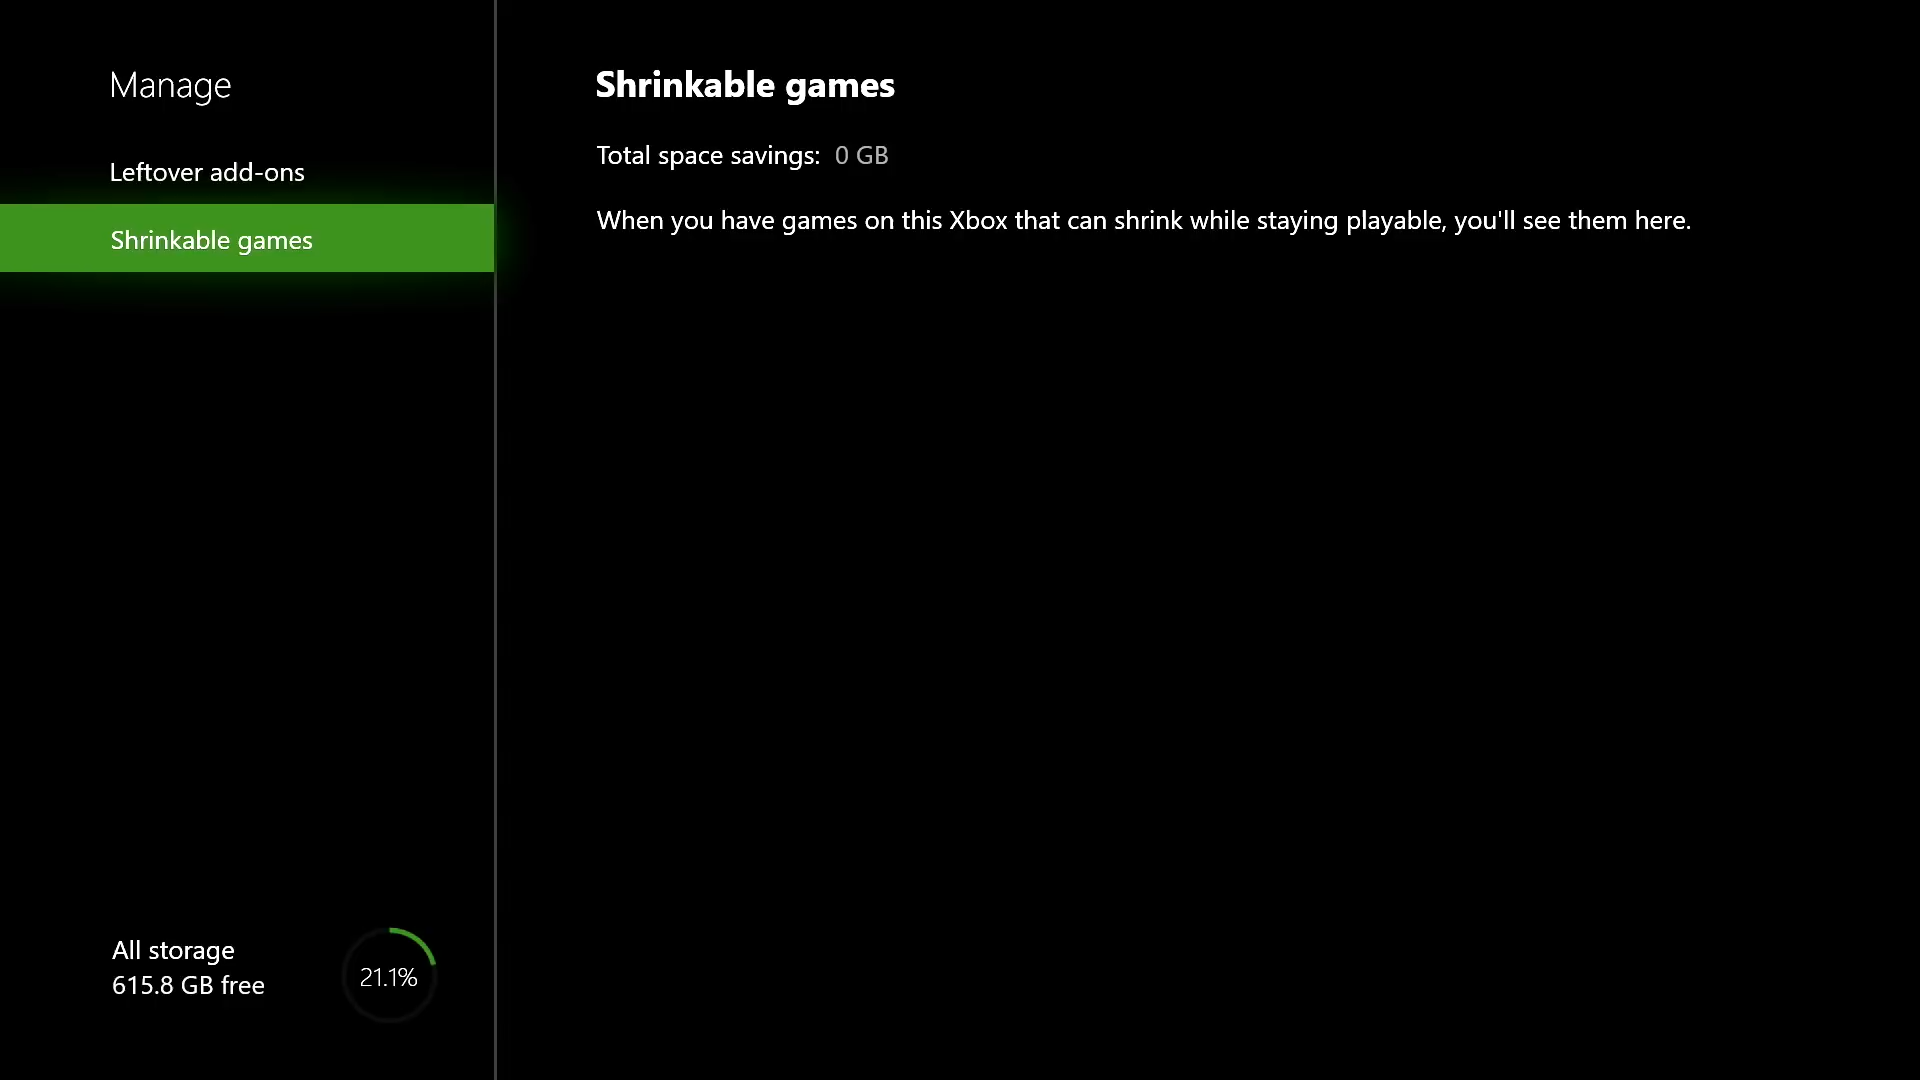 Manage
Leftover add-ons
Shrinkable games
All storage
615.8 GB free
21.1%
Shrinkable games
Total space savings: 0 GB
When you have games on this Xbox that can shrink while staying playable, you'll see them here.